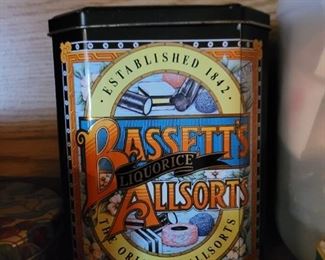 ·ESTABLISHED 1842·
BASSETT'S
LIQUORICE
ALLSORTS
THE ORIGINAL ALLSORTS